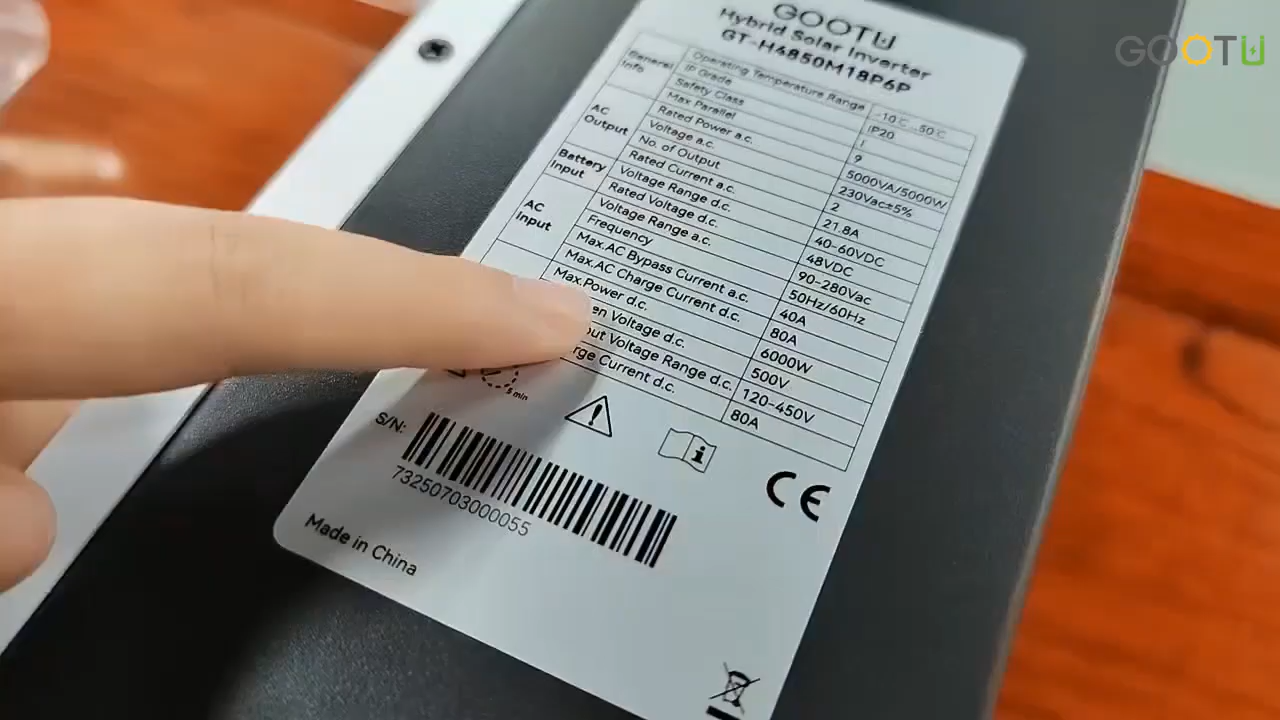 GOOTU
GOOTU
Hybrid Solar Inverter
GT-H4850M18P6P
General Info
Operating Temperature Range -10℃...50℃
IP Grade IP20
Safety Class I
Max Parallel 9
AC Output
Rated Power a.c. 5000VA/5000W
Voltage a.c. 230Vac±5%
No. of Output 2
Rated Current a.c. 21.8A
Battery Input
Voltage Range d.c. 40-60VDC
Rated Voltage d.c. 48VDC
AC Input
Voltage Range a.c. 90-280Vac
Frequency 50Hz/60Hz
Max.AC Bypass Current a.c. 40A
Max.AC Charge Current d.c. 80A
Max.Power d.c. 6000W
Voltage d.c. 500V
Voltage Range d.c. 120-450V
Current d.c. 80A
5 min
CE
S/N:
73250703000055
Made in China